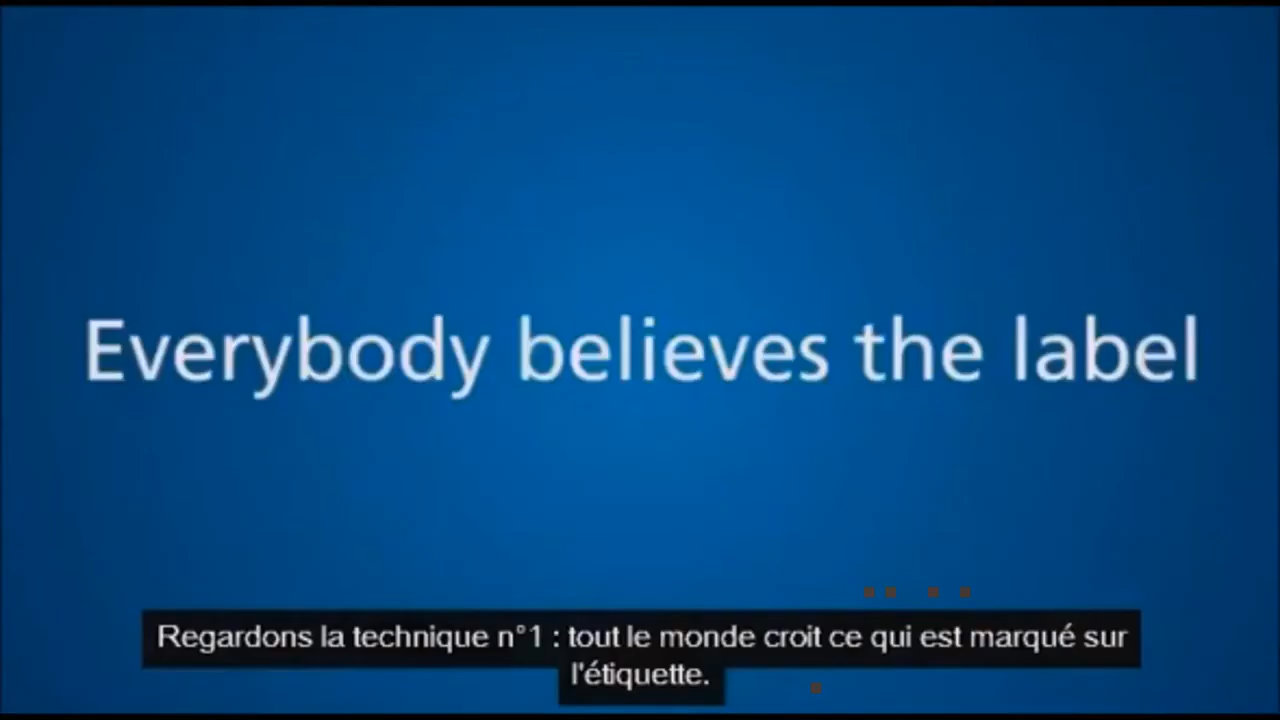 Everybody believes the label
Regardons la technique n°1 : tout le monde croit ce qui est marqué sur
l'étiquette.